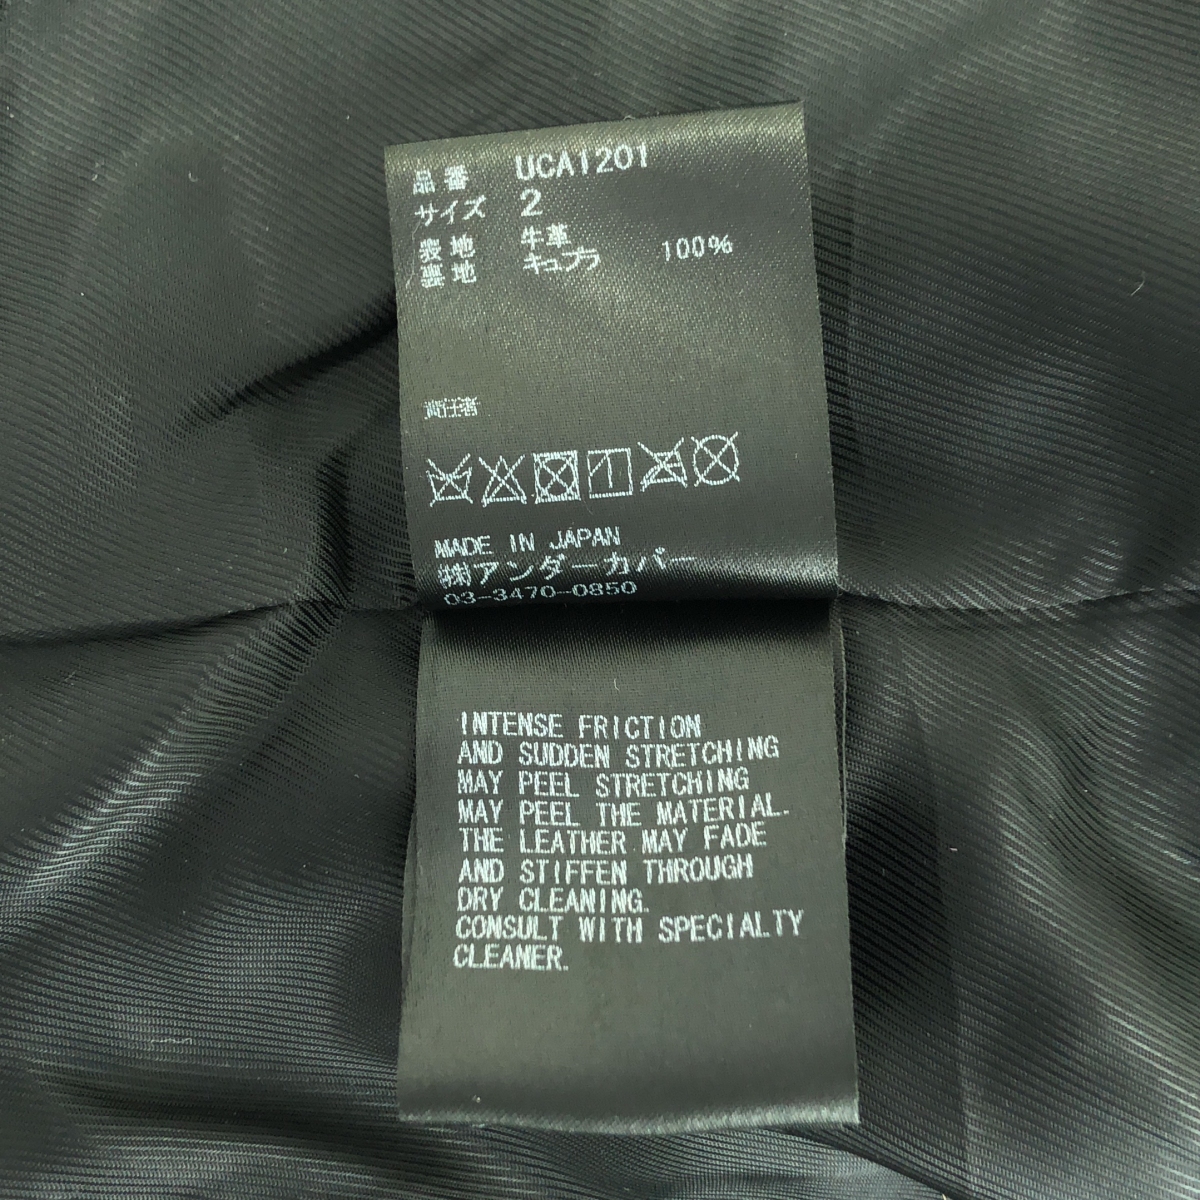 品番 UCA1201
サイズ 2
表地 牛革
裏地 キュプラ 100%
責任者
MADE IN JAPAN
㈱アンダーカバー
03-3470-0850
INTENSE FRICTION
AND SUDDEN STRETCHING
MAY PEEL STRETCHING
MAY PEEL THE MATERIAL.
THE LEATHER MAY FADE
AND STIFFEN THROUGH
DRY CLEANING.
CONSULT WITH SPECIALTY
CLEANER.